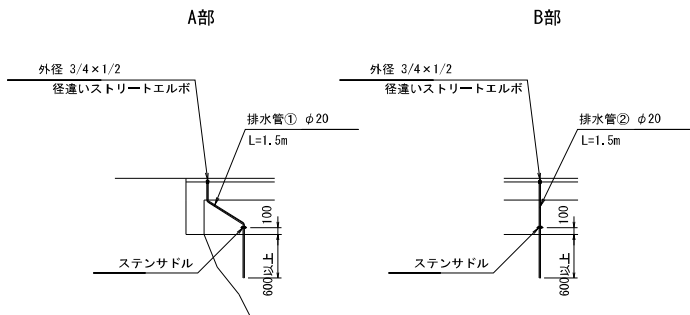 A部
外径 3/4×1/2
径違いストリートエルボ
排水管① φ20
L=1.5m
100
ステンサドル
600以上
B部
外径 3/4×1/2
径違いストリートエルボ
排水管② φ20
L=1.5m
100
ステンサドル
600以上